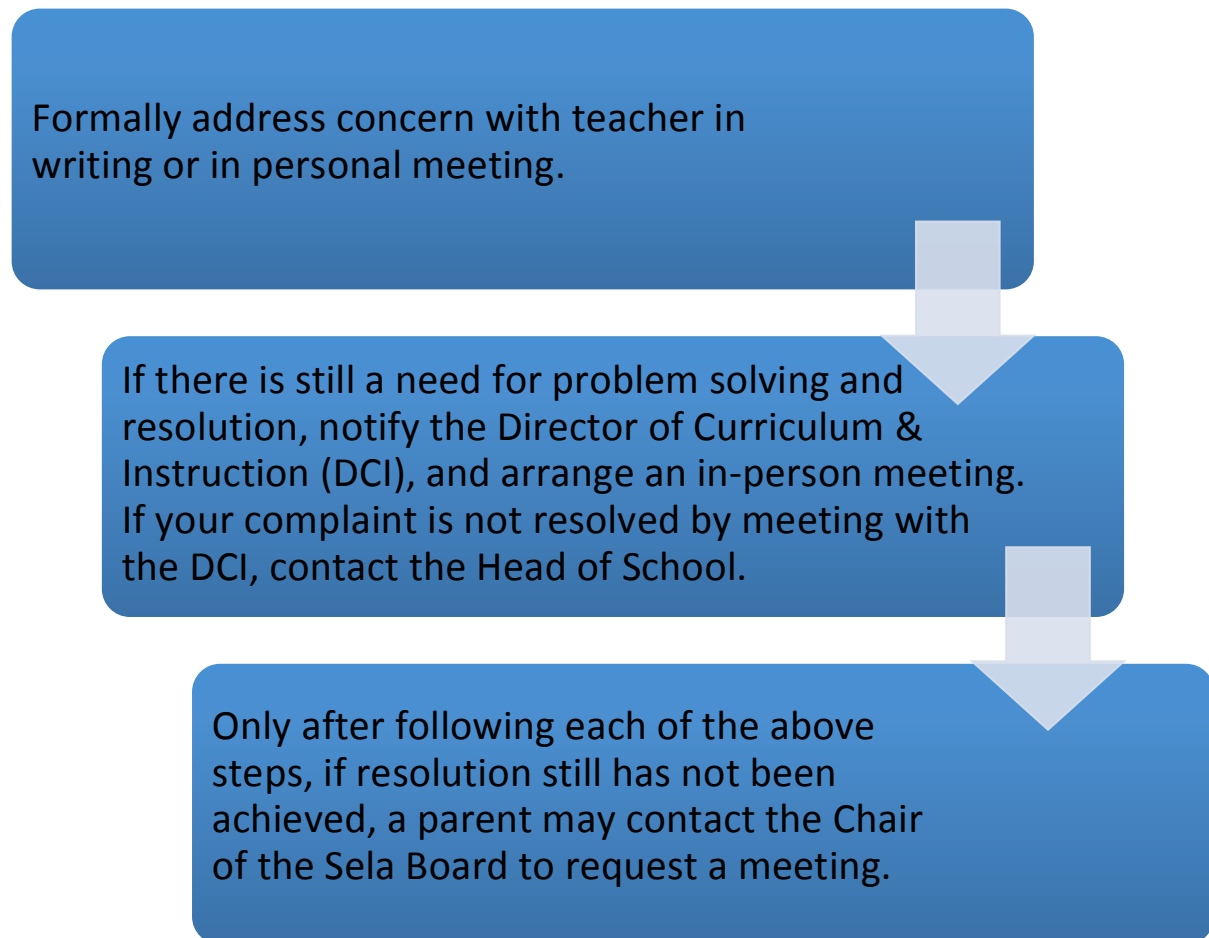 Formally address concern with teacher in
writing or in personal meeting.
If there is still a need for problem solving and
resolution, notify the Director of Curriculum &
Instruction (DCI), and arrange an in-person meeting.
If your complaint is not resolved by meeting with
the DCI, contact the Head of School.
Only after following each of the above
steps, if resolution still has not been
achieved, a parent may contact the Chair
of the Sela Board to request a meeting.